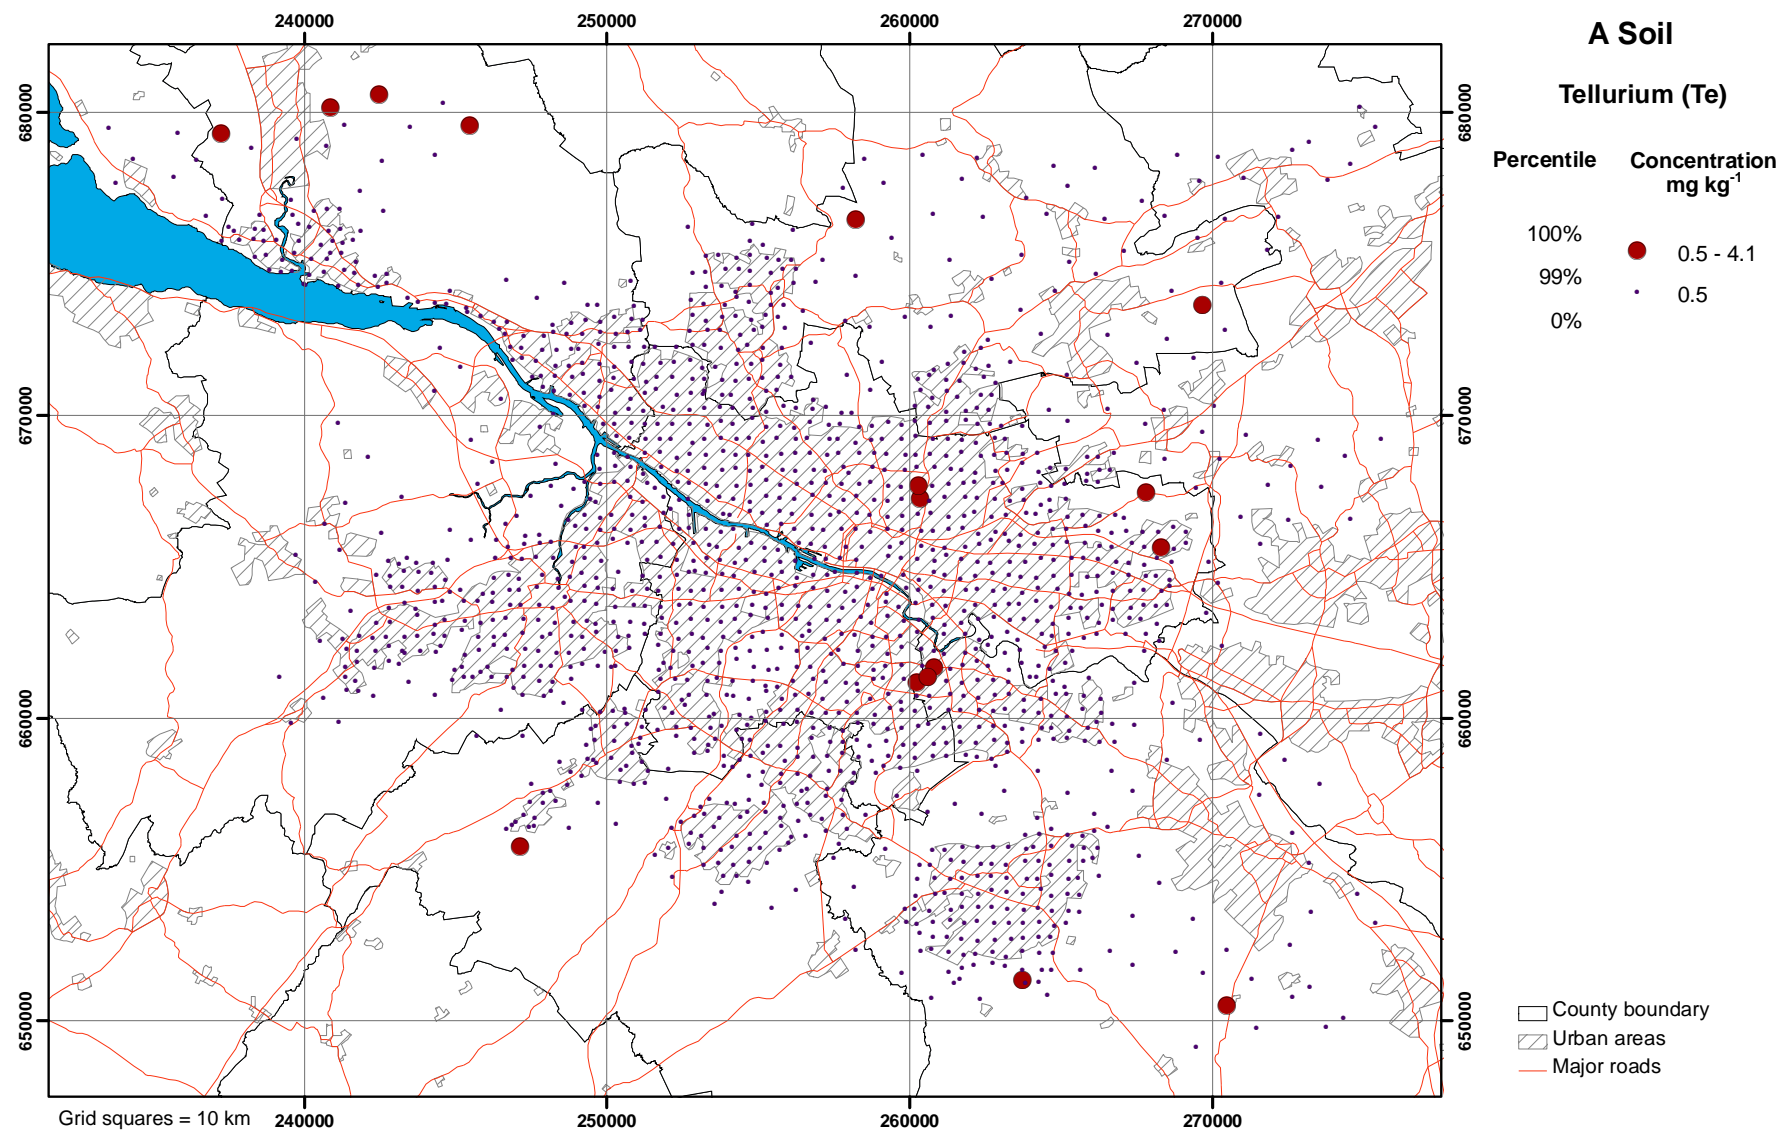 240000 250000 260000 270000
A Soil
Tellurium (Te)
Percentile Concentration
mg kg-1
100%
0.5 - 4.1
99%
0.5
0%
680000 680000
670000 670000
660000 660000
650000 650000
County boundary
Urban areas
Major roads
Grid squares = 10 km
240000 250000 260000 270000